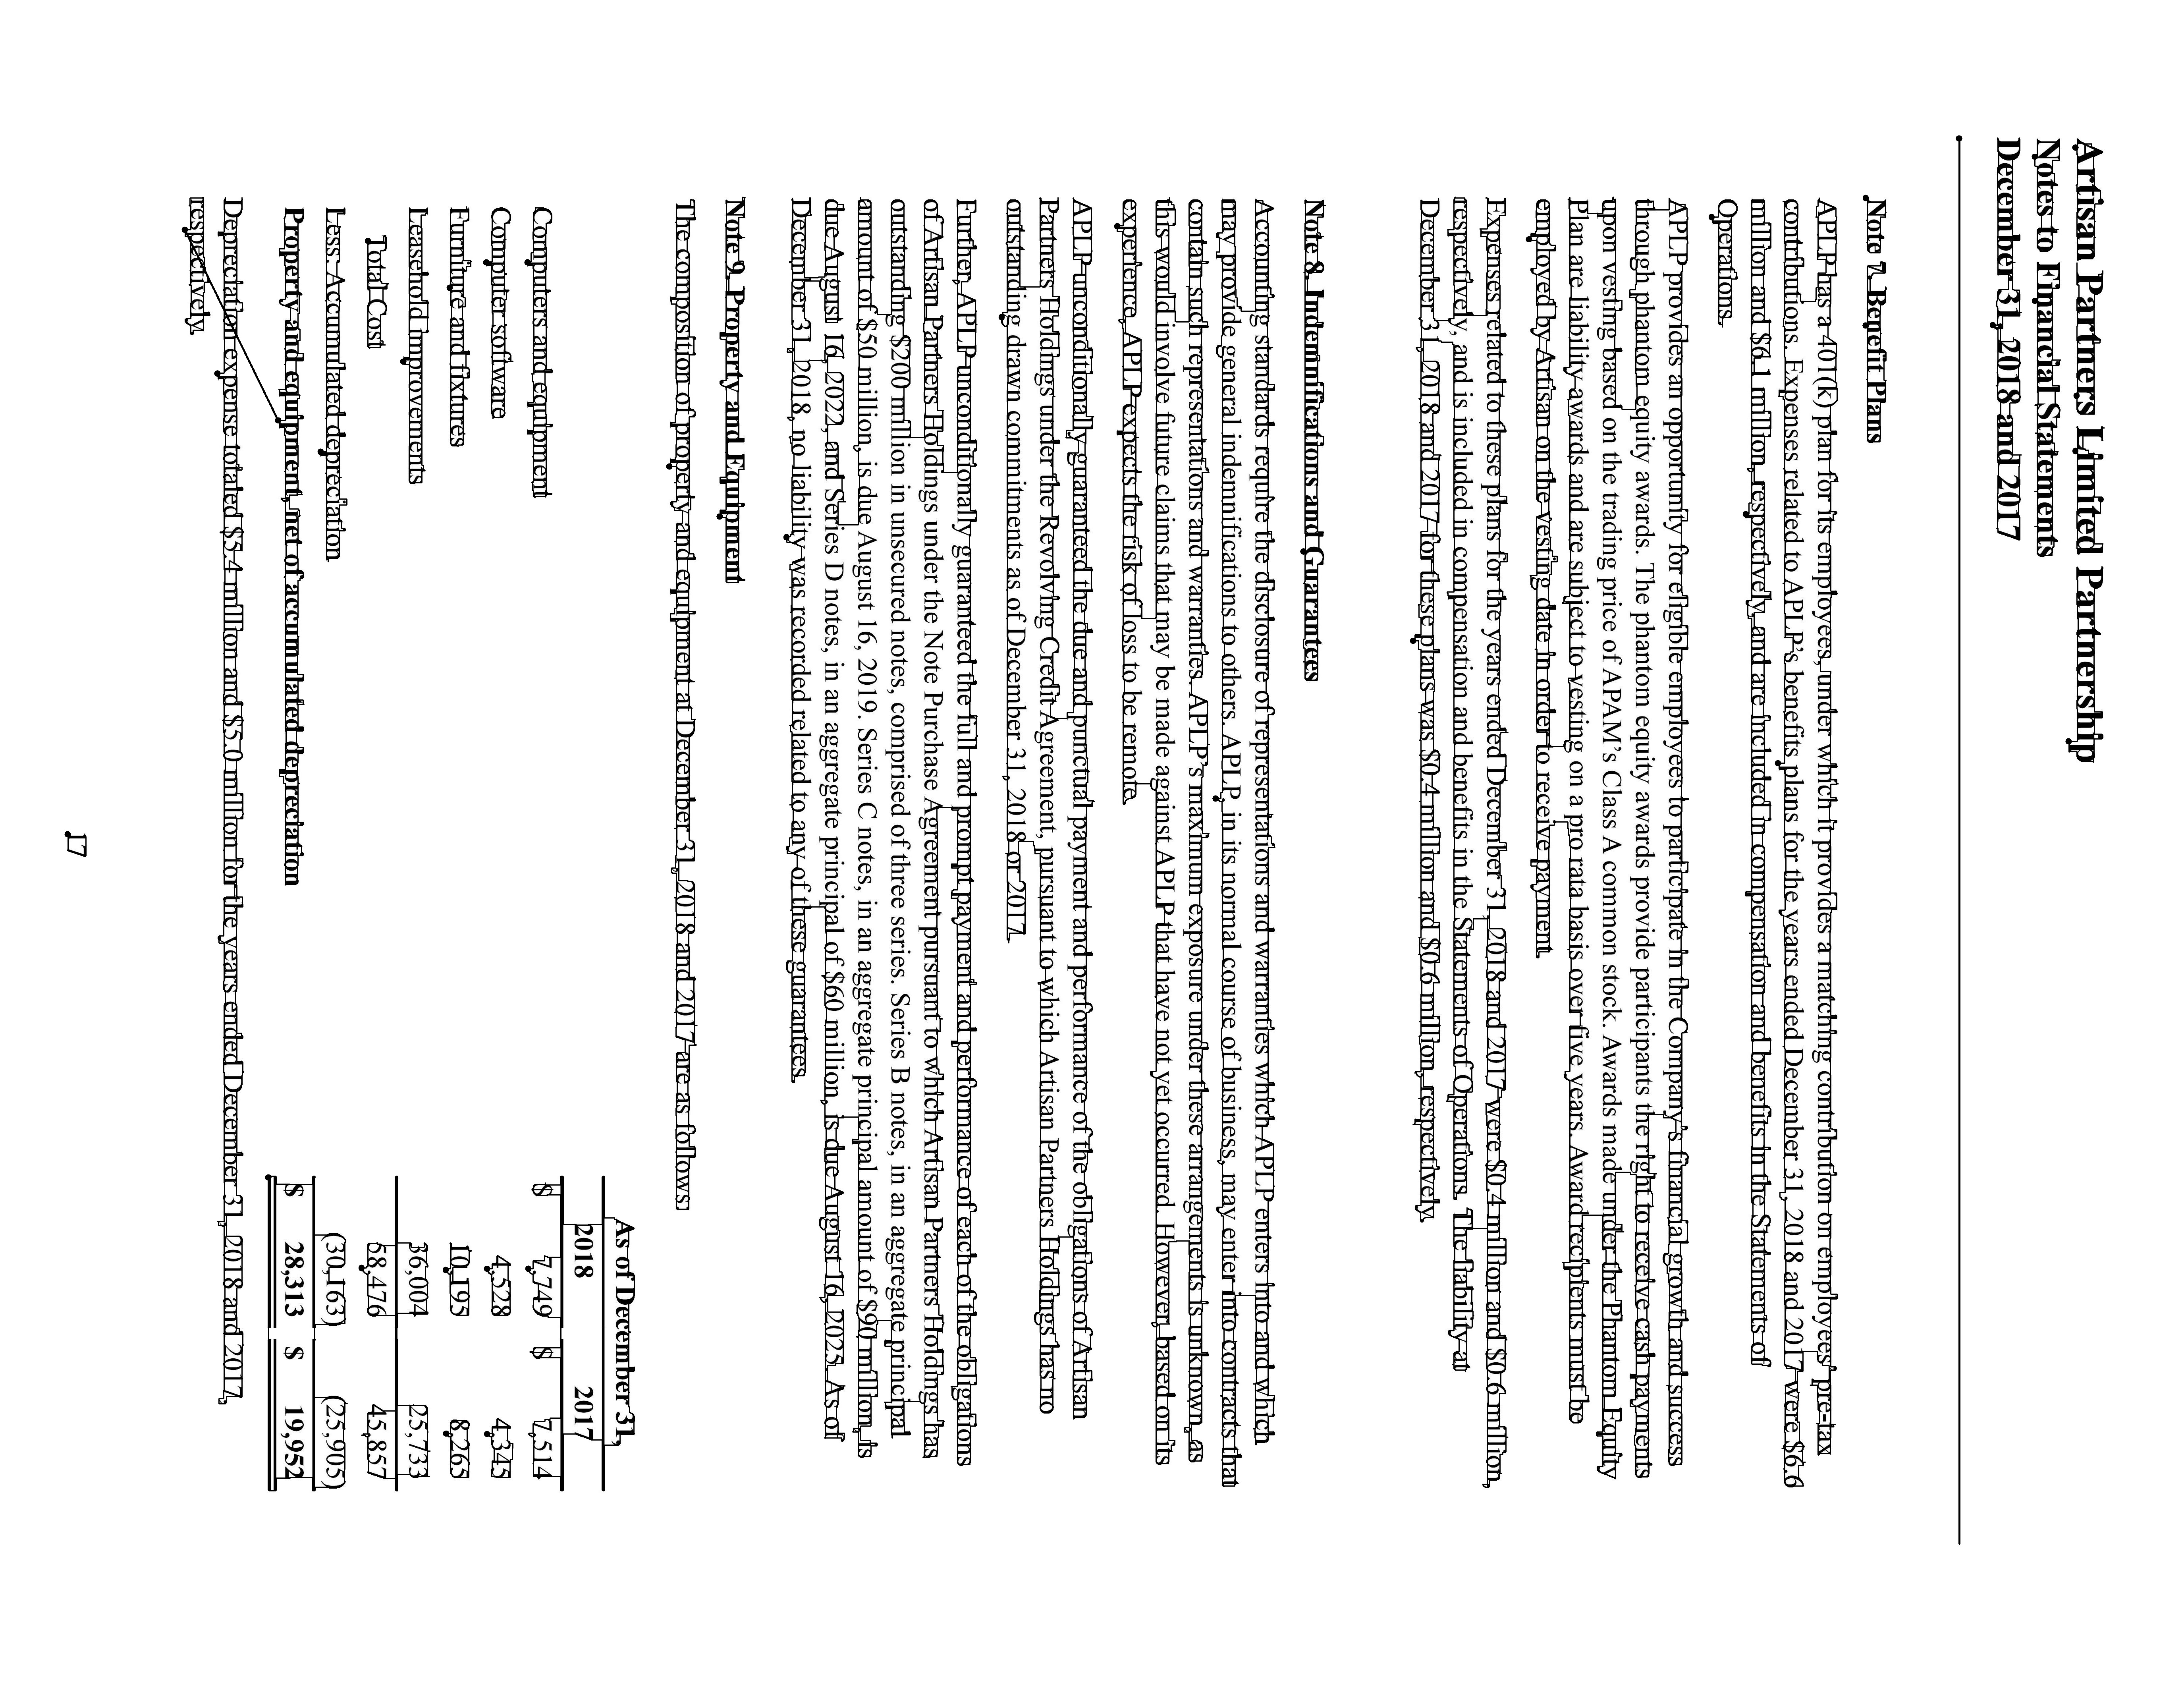 Artisan Partners Limited Partnership
Notes to Financial Statements
December 31, 2018 and 2017
Note 7. Benefit Plans
APLP has a 401(k) plan for its employees, under which it provides a matching contribution on employees' pre-tax
contributions. Expenses related to APLP's benefits plans for the years ended December 31, 2018 and 2017 were $6.6
million and $6.1 million, respectively, and are included in compensation and benefits in the Statements of
Operations.
APLP provides an opportunity for eligible employees to participate in the Company's financial growth and success
through phantom equity awards. The phantom equity awards provide participants the right to receive cash payments
upon vesting based on the trading price of APAM's Class A common stock. Awards made under the Phantom Equity
Plan are liability awards and are subject to vesting on a pro rata basis over five years. Award recipients must be
employed by Artisan on the vesting date in order to receive payment.
Expenses related to these plans for the years ended December 31, 2018 and 2017 were $0.4 million and $0.6 million,
respectively, and is included in compensation and benefits in the Statements of Operations. The liability at
December 31, 2018 and 2017 for these plans was $0.4 million and $0.6 million, respectively.
Note 8. Indemnifications and Guarantees
Accounting standards require the disclosure of representations and warranties which APLP enters into and which
may provide general indemnifications to others. APLP, in its normal course of business, may enter into contracts that
contain such representations and warranties. APLP's maximum exposure under these arrangements is unknown, as
this would involve future claims that may be made against APLP that have not yet occurred. However, based on its
experience, APLP expects the risk of loss to be remote.
APLP unconditionally guaranteed the due and punctual payment and performance of the obligations of Artisan
Partners Holdings under the Revolving Credit Agreement, pursuant to which Artisan Partners Holdings has no
outstanding drawn commitments as of December 31, 2018 or 2017.
Further, APLP unconditionally guaranteed the full and prompt payment and performance of each of the obligations
of Artisan Partners Holdings under the Note Purchase Agreement pursuant to which Artisan Partners Holdings has
outstanding $200 million in unsecured notes, comprised of three series. Series B notes, in an aggregate principal
amount of $50 million, is due August 16, 2019. Series C notes, in an aggregate principal amount of $90 million, is
due August 16, 2022, and Series D notes, in an aggregate principal of $60 million, is due August 16, 2025. As of
December 31, 2018, no liability was recorded related to any of these guarantees.
Note 9. Property and Equipment
The composition of property and equipment at December 31, 2018 and 2017 are as follows:
As of December 31,
2018 2017
Computers and equipment $ 7,749 $ 7,514
Computer software 4,528 4,345
Furniture and fixtures 10,195 8,265
Leasehold improvements 36,004 25,733
Total Cost 58,476 45,857
Less: Accumulated depreciation (30,163) (25,905)
Property and equipment, net of accumulated depreciation $ 28,313 $ 19,952
Depreciation expense totaled $5.4 million and $5.0 million for the years ended December 31, 2018 and 2017,
respectively.
17